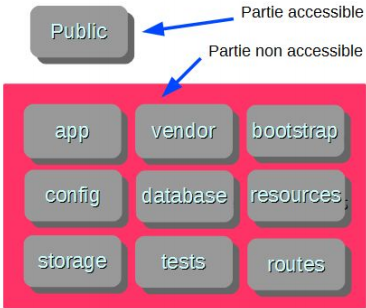 Partie accessible
Public
Partie non accessible
app vendor bootstrap
config database resources
storage tests routes